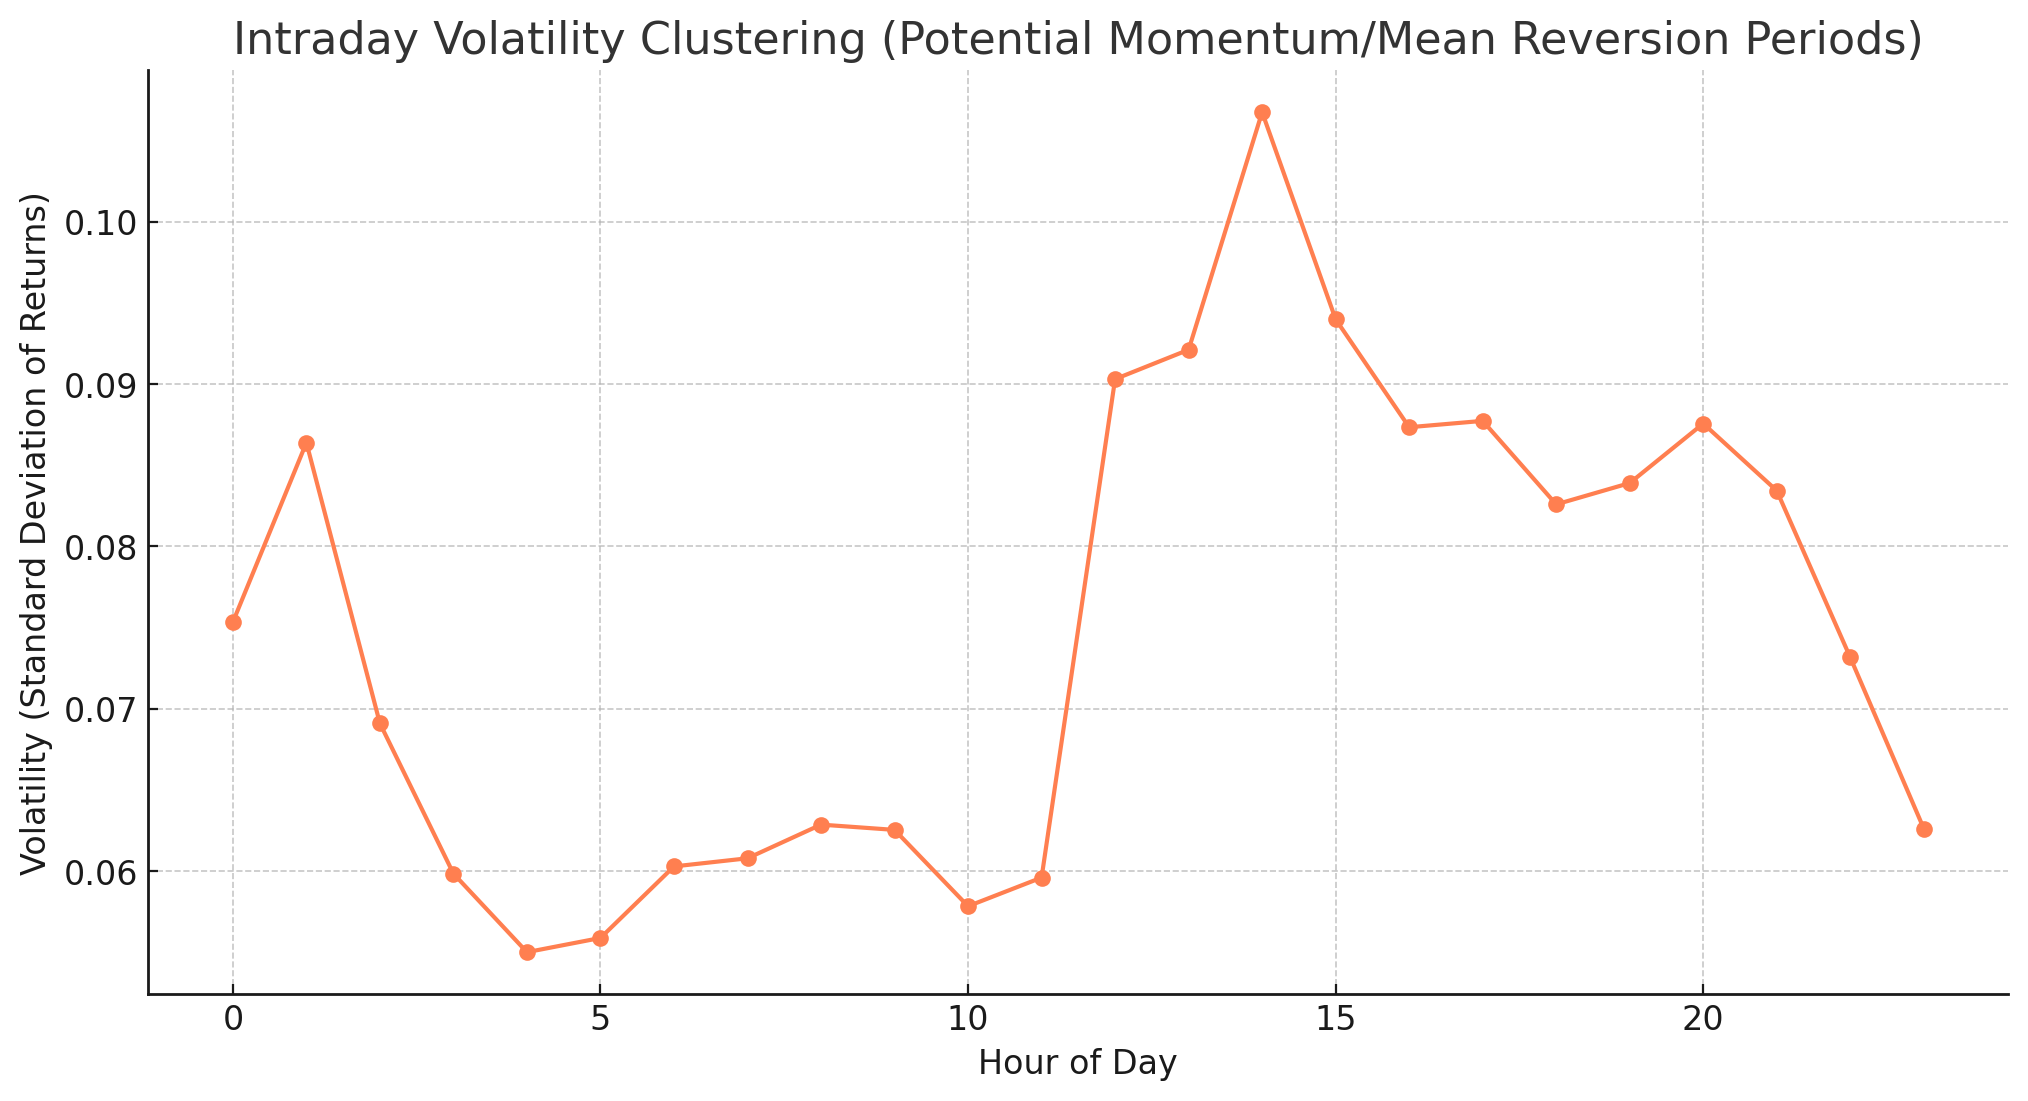 Intraday Volatility Clustering (Potential Momentum/Mean Reversion Periods)
Volatility (Standard Deviation of Returns)
0.10
0.09
0.08
0.07
0.06
0 5 10 15 20
Hour of Day